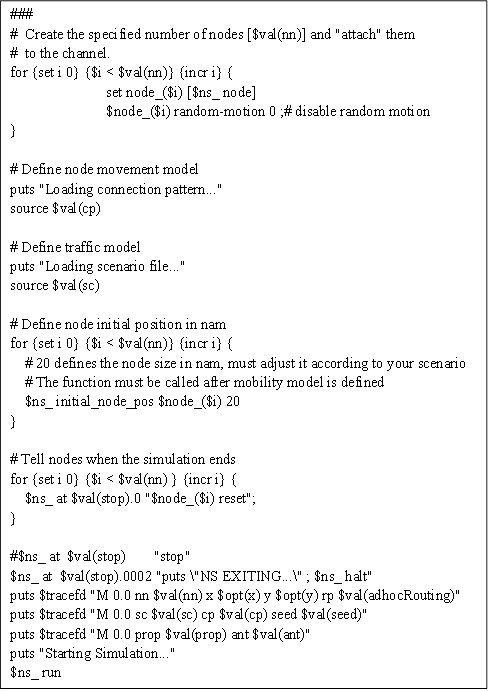 ###
#  Create the specified number of nodes [$val(nn)] and "attach" them
#  to the channel.
for {set i 0} {$i < $val(nn)} {incr i} {
set node_($i) [$ns_ node]
$node_($i) random-motion 0 ;# disable random motion
}
# Define node movement model
puts "Loading connection pattern..."
source $val(cp)
# Define traffic model
puts "Loading scenario file..."
source $val(sc)
# Define node initial position in nam
for {set i 0} {$i < $val(nn)} {incr i} {
# 20 defines the node size in nam, must adjust it according to your scenario
# The function must be called after mobility model is defined
$ns_ initial_node_pos $node_($i) 20
}
# Tell nodes when the simulation ends
for {set i 0} {$i < $val(nn) } {incr i} {
$ns_ at $val(stop).0 "$node_($i) reset";
}
#$ns_ at  $val(stop)       "stop"
$ns_ at  $val(stop).0002 "puts \"NS EXITING...\" ; $ns_ halt"
puts $tracefd "M 0.0 nn $val(nn) x $opt(x) y $opt(y) rp $val(adhocRouting)"
puts $tracefd "M 0.0 sc $val(sc) cp $val(cp) seed $val(seed)"
puts $tracefd "M 0.0 prop $val(prop) ant $val(ant)"
puts "Starting Simulation..."
$ns_ run